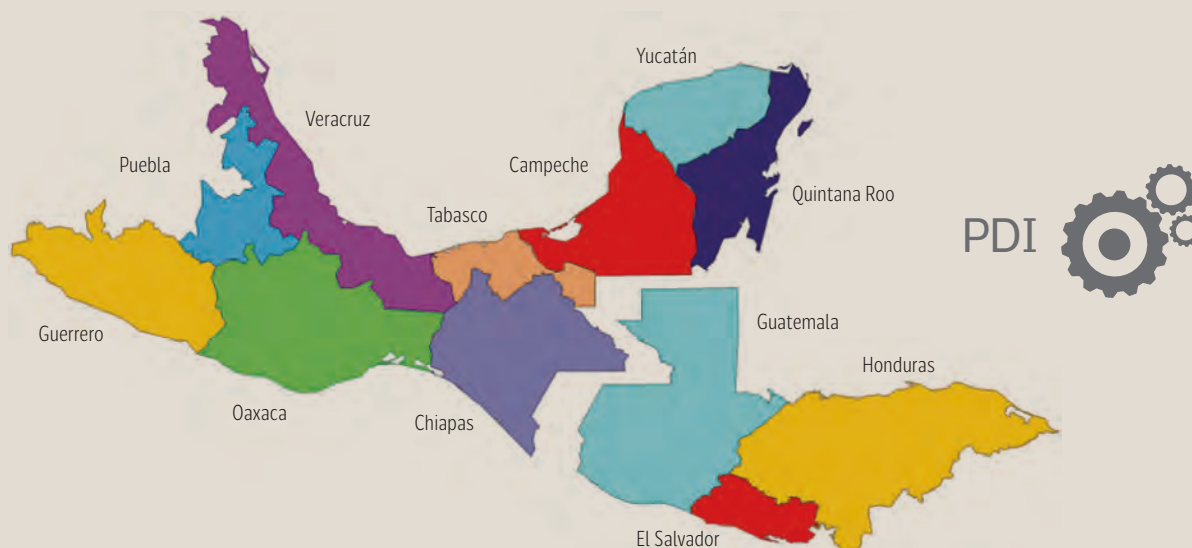 Yucatán
Veracruz
Puebla
Campeche
Quintana Roo
Tabasco
PDI
Guatemala
Guerrero
Honduras
Oaxaca
Chiapas
El Salvador